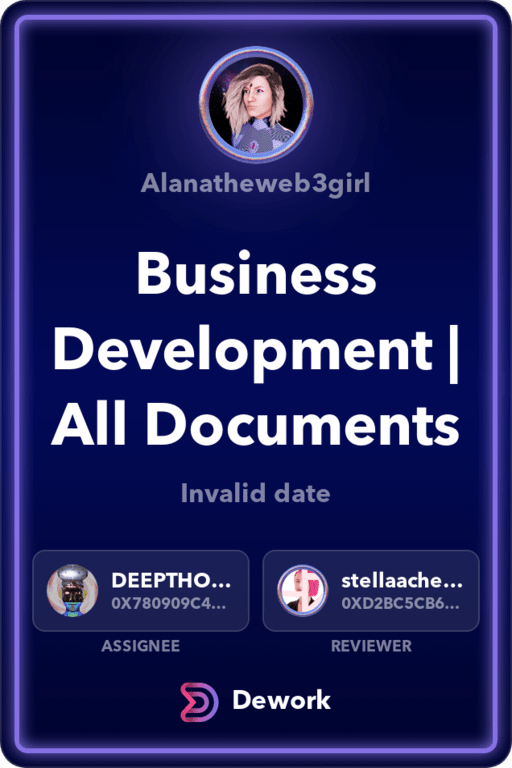 Alanatheweb3girl
Business
Development |
All Documents
Invalid date
DEEPTHO...
0X780909C4...
stellaache...
0XD2BC5CB6...
ASSIGNEE
REVIEWER
Dework